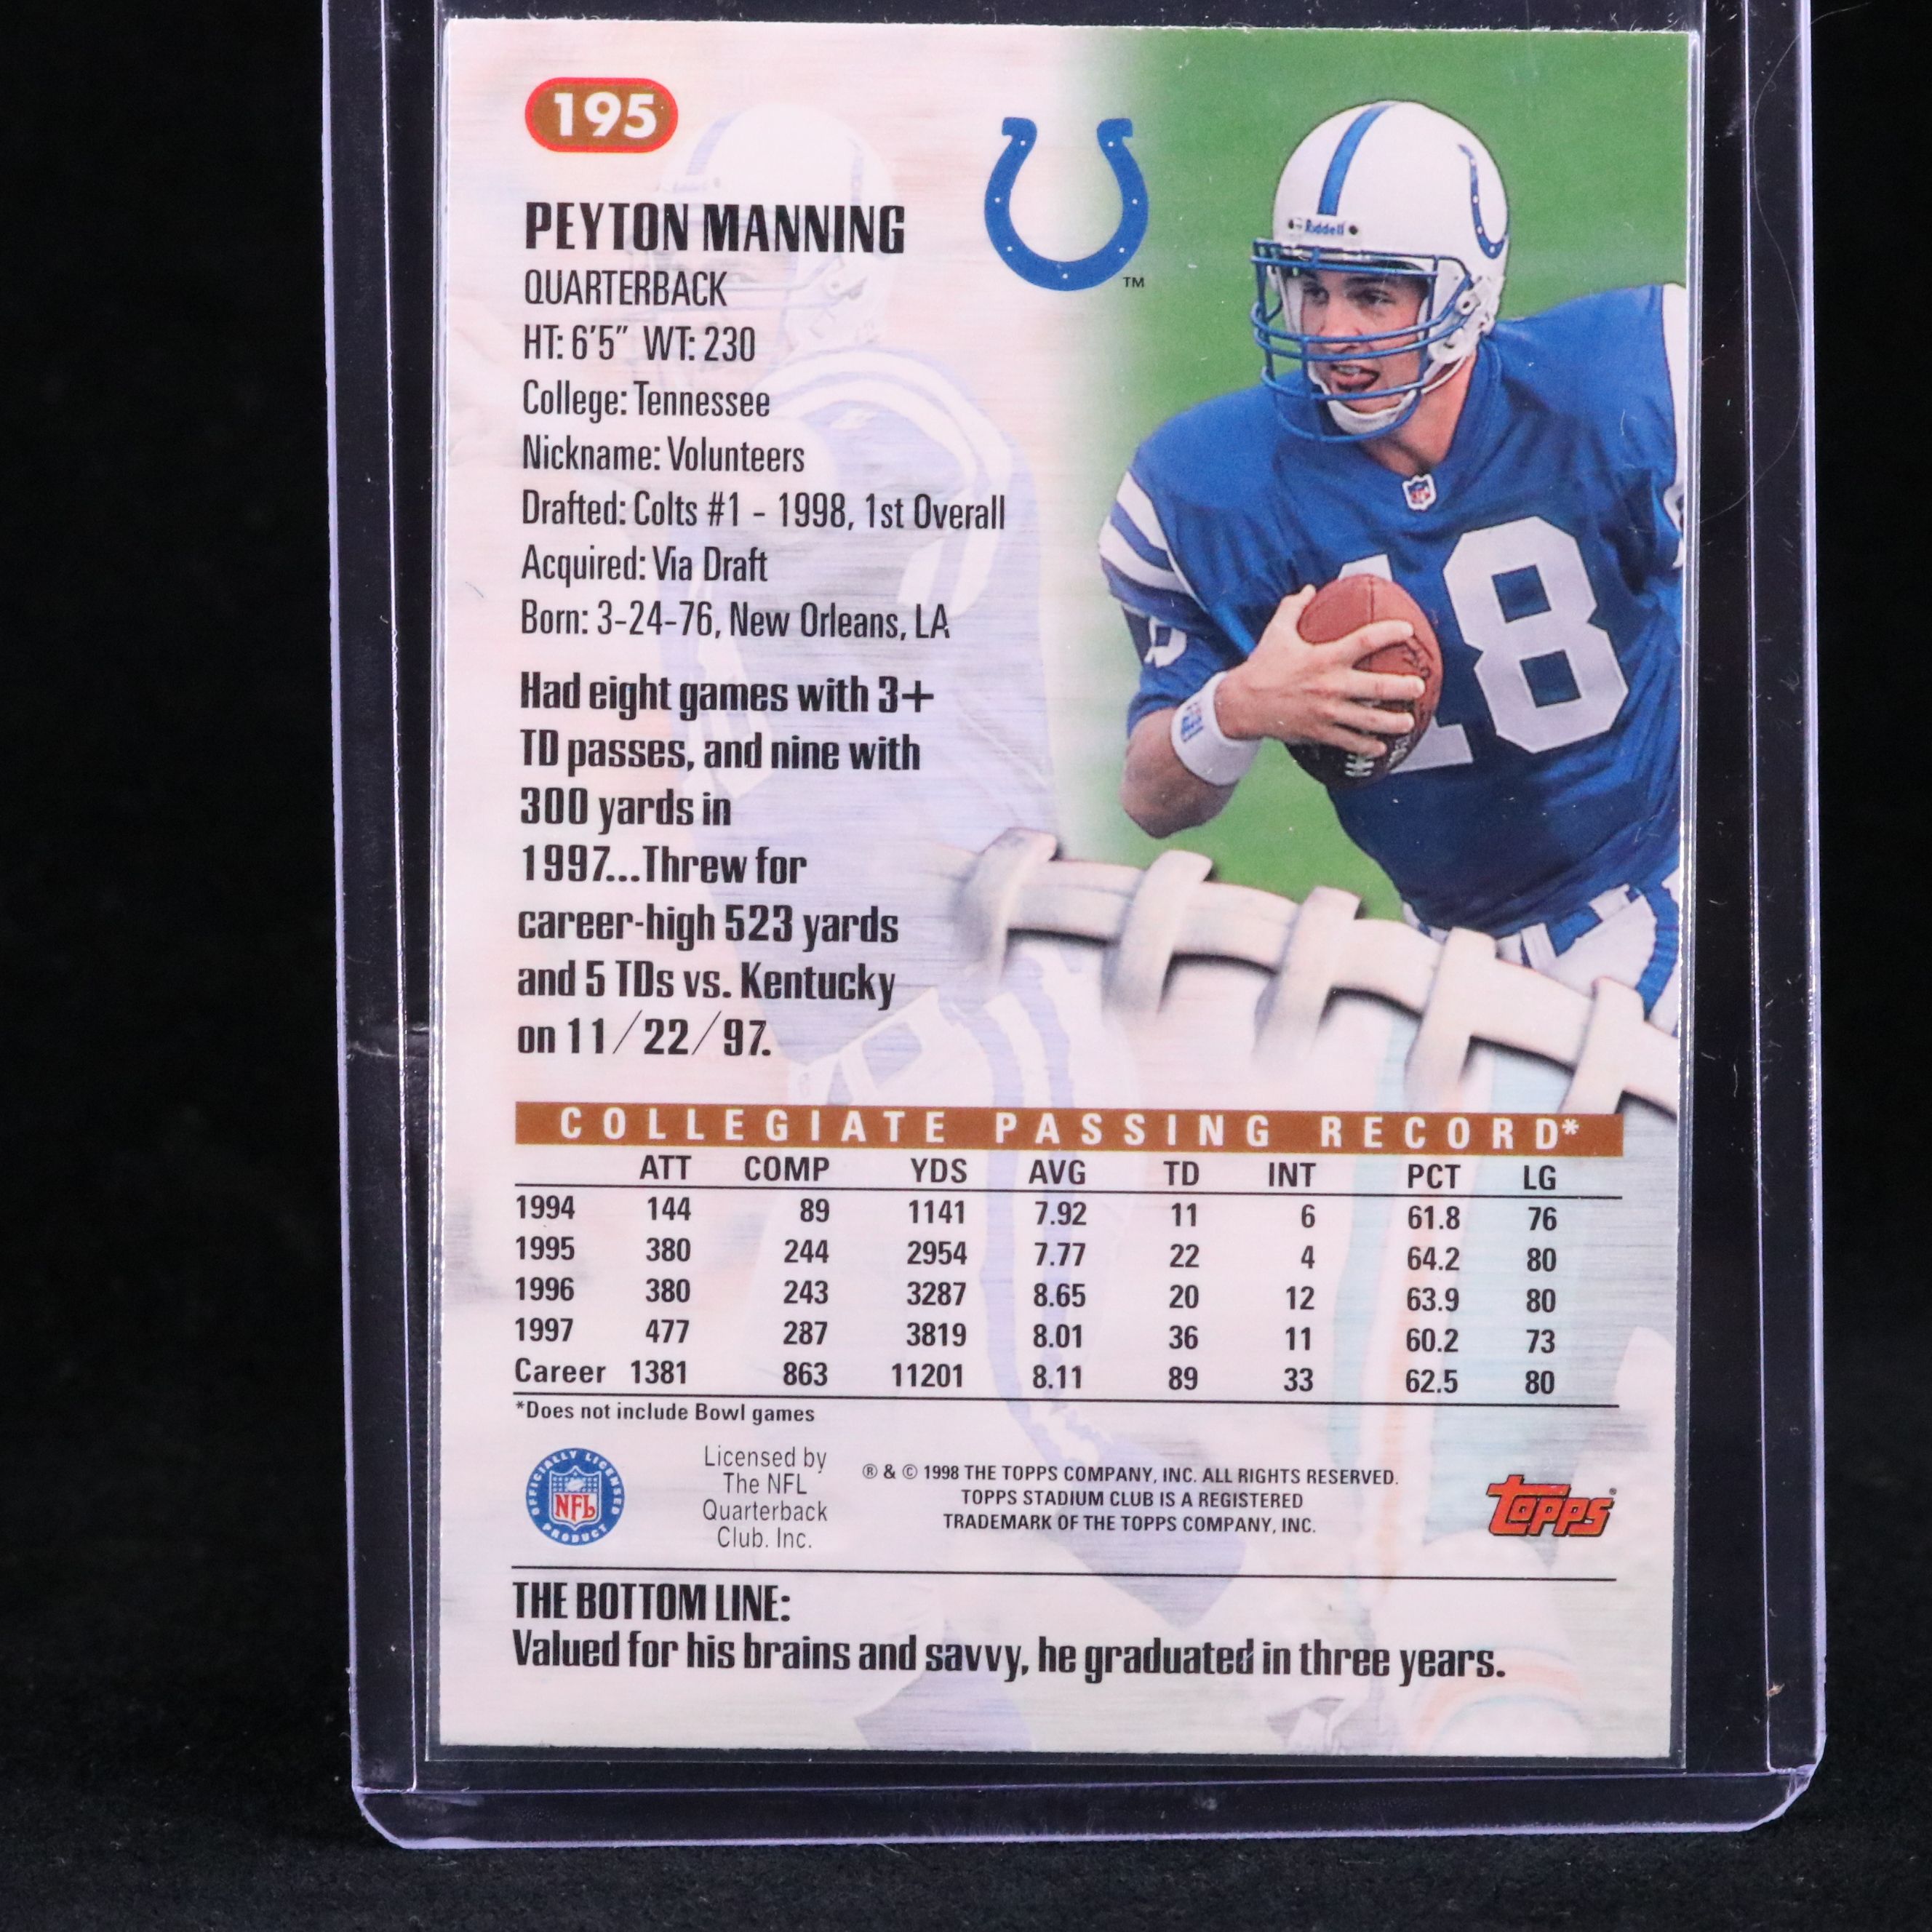 195
PEYTON MANNING
QUARTERBACK
HT: 6'5" WT: 230
College: Tennessee
Nickname: Volunteers
Drafted: Colts #1 - 1998, 1st Overall
Acquired: Via Draft
Born: 3-24-76, New Orleans, LA
Had eight games with 3+
TD passes, and nine with
300 yards in
1997...Threw for
career-high 523 yards
and 5 TDs vs. Kentucky
on 11/22/97.
TM
Riddell
NFL
18
COLLEGIATE PASSING RECORD*
ATT COMP YDS AVG TD INT PCT LG
1994 144 89 1141 7.92 11 6 61.8 76
1995 380 244 2954 7.77 22 4 64.2 80
1996 380 243 3287 8.65 20 12 63.9 80
1997 477 287 3819 8.01 36 11 60.2 73
Career 1381 863 11201 8.11 89 33 62.5 80
*Does not include Bowl games
OFFICIALLY LICENSED
NFL
PRODUCT
Licensed by
The NFL
Quarterback
Club. Inc.
® & © 1998 THE TOPPS COMPANY, INC. ALL RIGHTS RESERVED.
TOPPS STADIUM CLUB IS A REGISTERED
TRADEMARK OF THE TOPPS COMPANY, INC.
Topps®
THE BOTTOM LINE:
Valued for his brains and savvy, he graduated in three years.